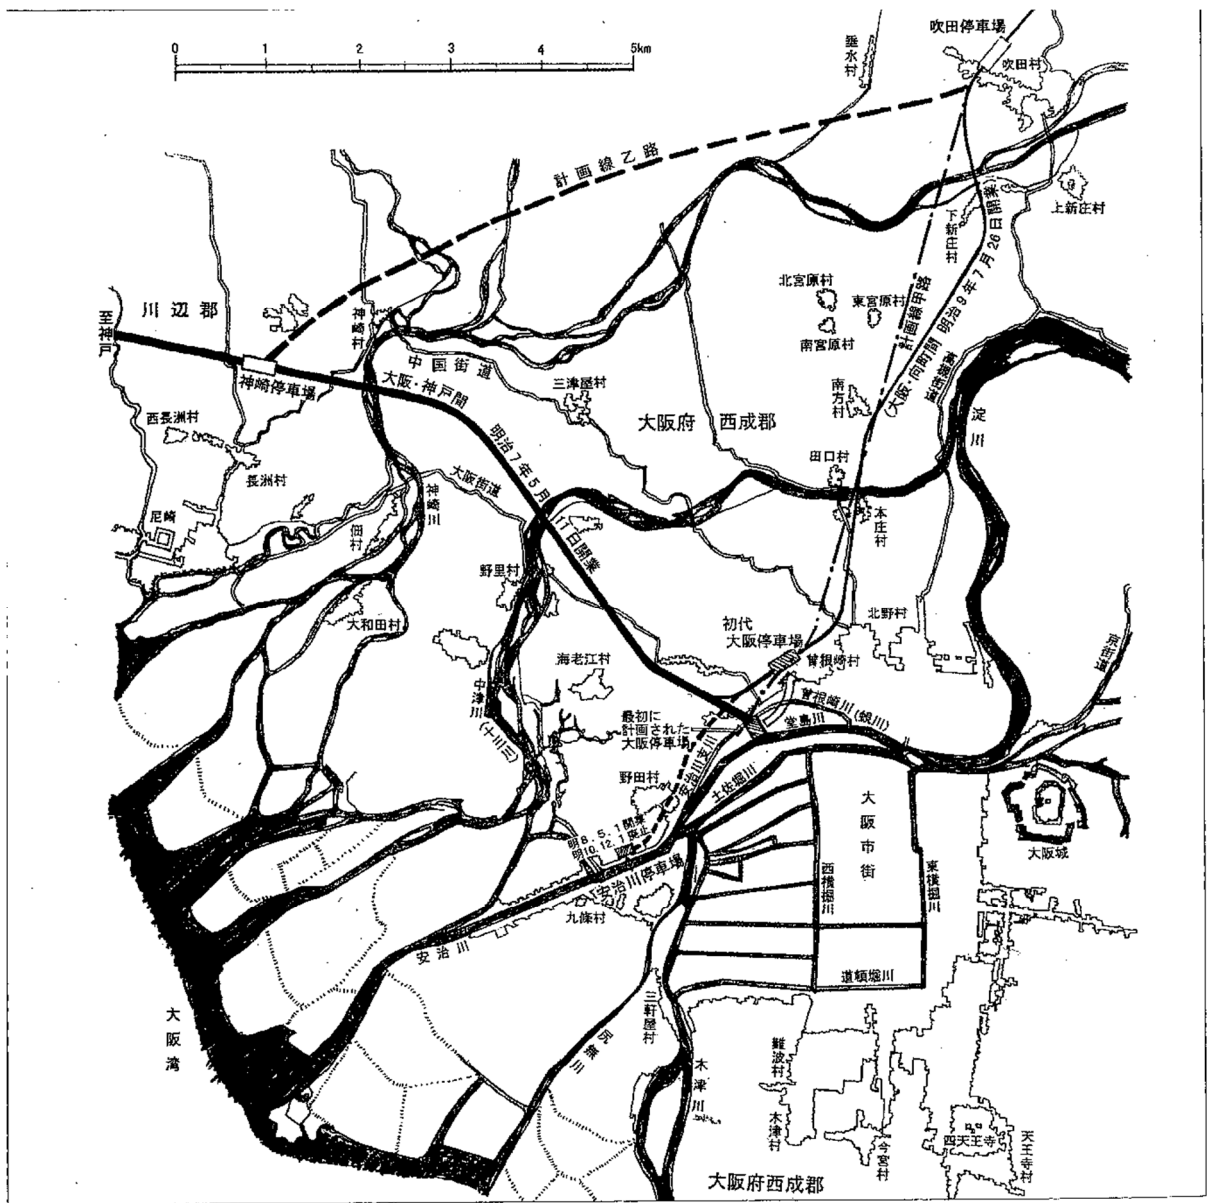 0 1 2 3 4 5km
吹田停車場
垂水村
吹田村
計画線乙路
上新庄村
下新庄村
(大阪・向町間 明治9年7月26日開業)
計画線甲路
北宮原村
東宮原村
南宮原村
川辺郡
至神戸
神崎村
神崎停車場
中国街道
大阪・神戸間
明治7年5月11日開業
三津屋村
南方村
大阪府 西成郡
淀川
西長洲村
長洲村
大阪街道
田口村
本庄村
尼崎
佃村
神崎川
野里村
大和田村
北野村
初代
大阪停車場
曽根崎村
京街道
海老江村
中津川
(十三川)
最初に
計画された
大阪停車場
曽根崎川(蜆川)
堂島川
安治川支川
土佐堀川
野田村
明8.5.1開業
明10.12.1廃止
安治川停車場
九條村
大阪市街
西横堀川
東横堀川
大阪城
安治川
道頓堀川
大阪湾
三軒屋村
尻無川
難波村
木津川
木津村
今宮村
四天王寺
天王寺村
大阪府西成郡